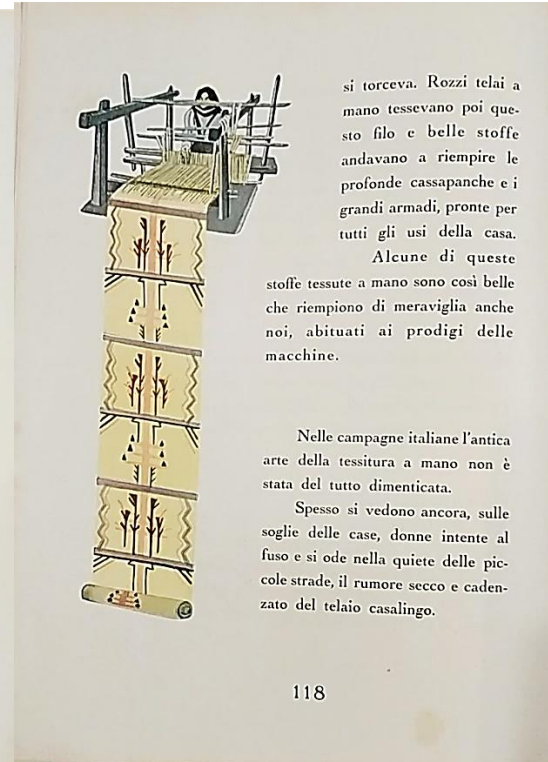 si torceva. Rozzi telai a
mano tessevano poi que-
sto filo e belle stoffe
andavano a riempire le
profonde cassapanche e i
grandi armadi, pronte per
tutti gli usi della casa.
Alcune di queste
stoffe tessute a mano sono così belle
che riempiono di meraviglia anche
noi, abituati ai prodigi delle
macchine.
Nelle campagne italiane l'antica
arte della tessitura a mano non è
stata del tutto dimenticata.
Spesso si vedono ancora, sulle
soglie delle case, donne intente al
fuso e si ode nella quiete delle pic-
cole strade, il rumore secco e caden-
zato del telaio casalingo.
118